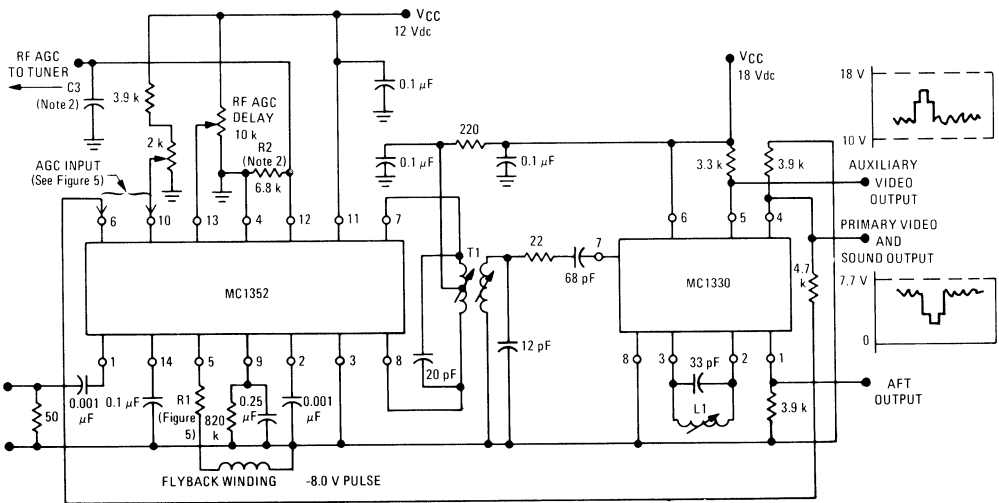 VCC
12 Vdc
RF AGC
TO TUNER
C3
(Note 2)
3.9 k
RF AGC
DELAY
10 k
0.1 µF
VCC
18 Vdc
18 V
10 V
2 k
R2
(Note 2)
6.8 k
AGC INPUT
(See Figure 5)
0.1 µF
220
0.1 µF
3.3 k
3.9 k
AUXILIARY
VIDEO
OUTPUT
6
10
13
4
12
11
7
6
5
4
PRIMARY VIDEO
AND
SOUND OUTPUT
MC1352
T1
22
7
68 pF
MC1330
4.7
k
7.7 V
0
1
14
5
9
2
3
8
20 pF
12 pF
8
3
33 pF
2
1
50
0.001
µF
0.1 µF
R1
(Figure
5)
820
k
0.25
µF
0.001
µF
L1
3.9 k
AFT
OUTPUT
FLYBACK WINDING
-8.0 V PULSE